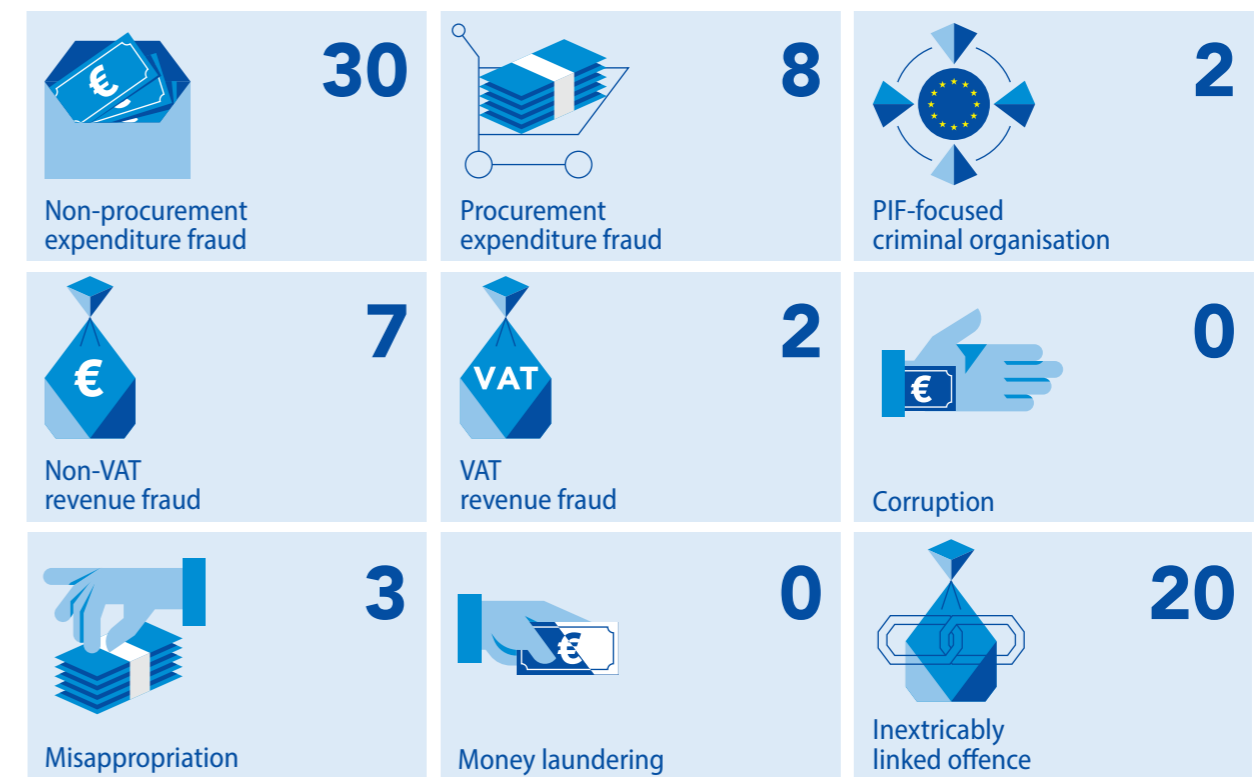 30
Non-procurement
expenditure fraud
8
Procurement
expenditure fraud
2
PIF-focused
criminal organisation
€
7
Non-VAT
revenue fraud
VAT
2
VAT
revenue fraud
€
0
Corruption
3
Misappropriation
€
0
Money laundering
20
Inextricably
linked offence